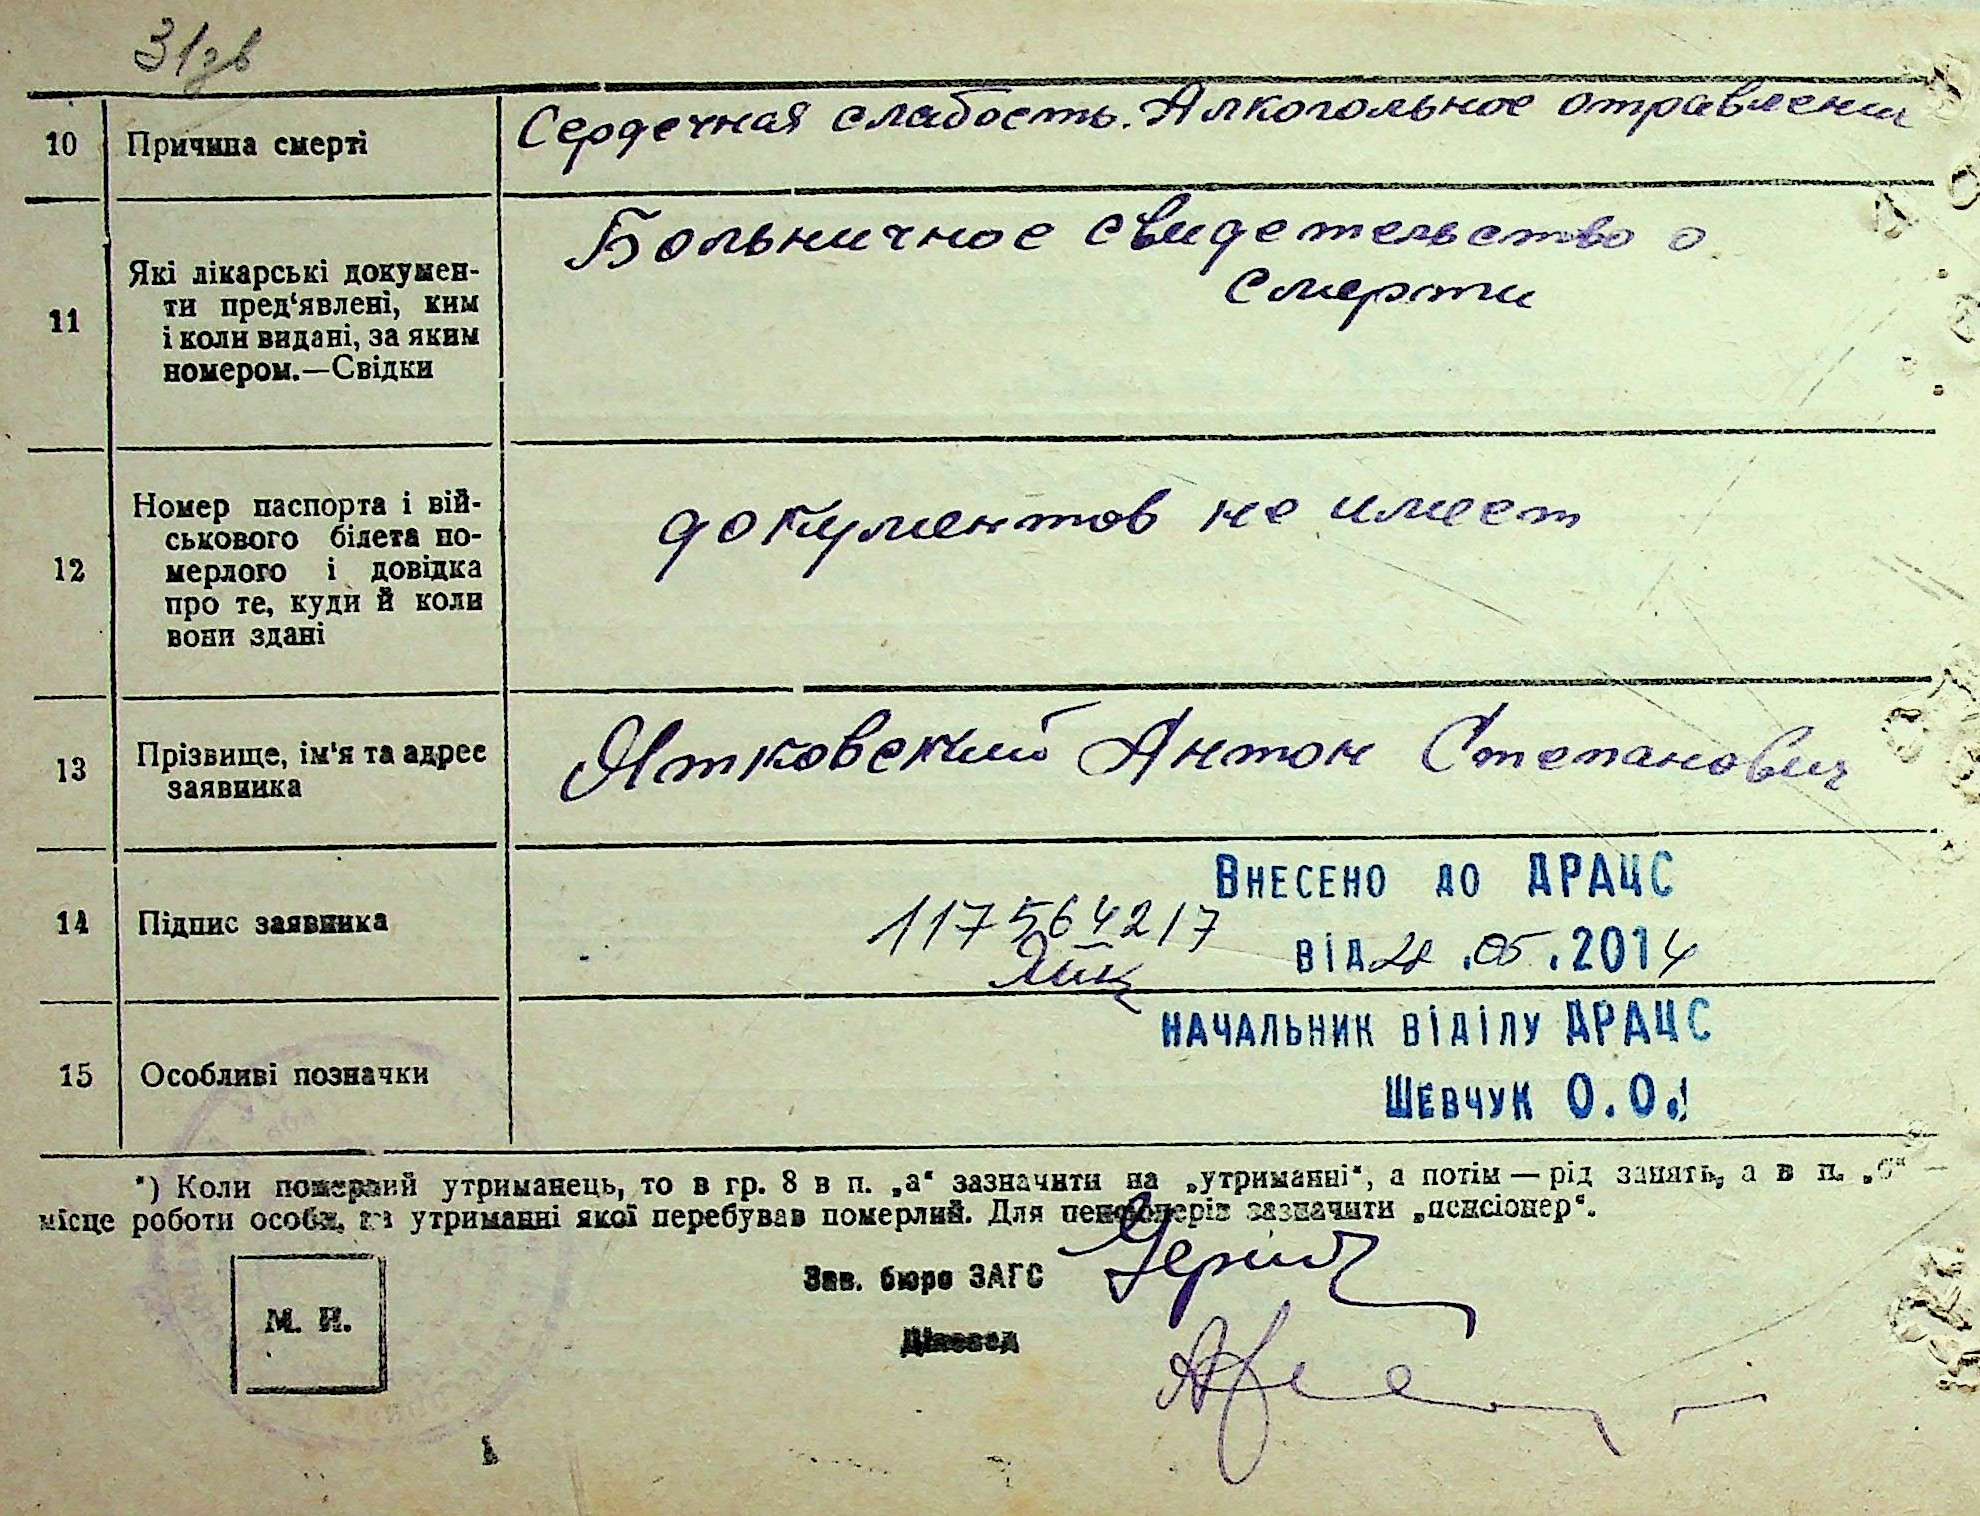 31зв
10 Причина смерті Сердечная слабость. Алкогольное отравлени
11 Які лікарські докумен-
ти пред‘явлені, ким
і коли видані, за яким
номером.—Свідки
Больничное свидетельство о
смерти
12 Номер паспорта і вій-
ськового білета по-
мерлого і довідка
про те, куди й коли
вони здані
документов не имеет
13 Прізвище, ім‘я та адрес
заявника
Ятковский Антон Степанович
14 Підпис заявника
1175564217
Внесено до ДРАЦС
від .05.2014
15 Особливі позначки
начальник відділу ДРАЦС
Шевчук О.О.
*) Коли померлий утриманець, то в гр. 8 в п. „а“ зазначити на „утриманні“, а потім — рід занять, а в п. „б“ —
місце роботи особи, на утриманні якої перебував померлий. Для пенсіонерів зазначити „пенсіонер“.
Зав. бюро ЗАГС
Діловод
М. П.